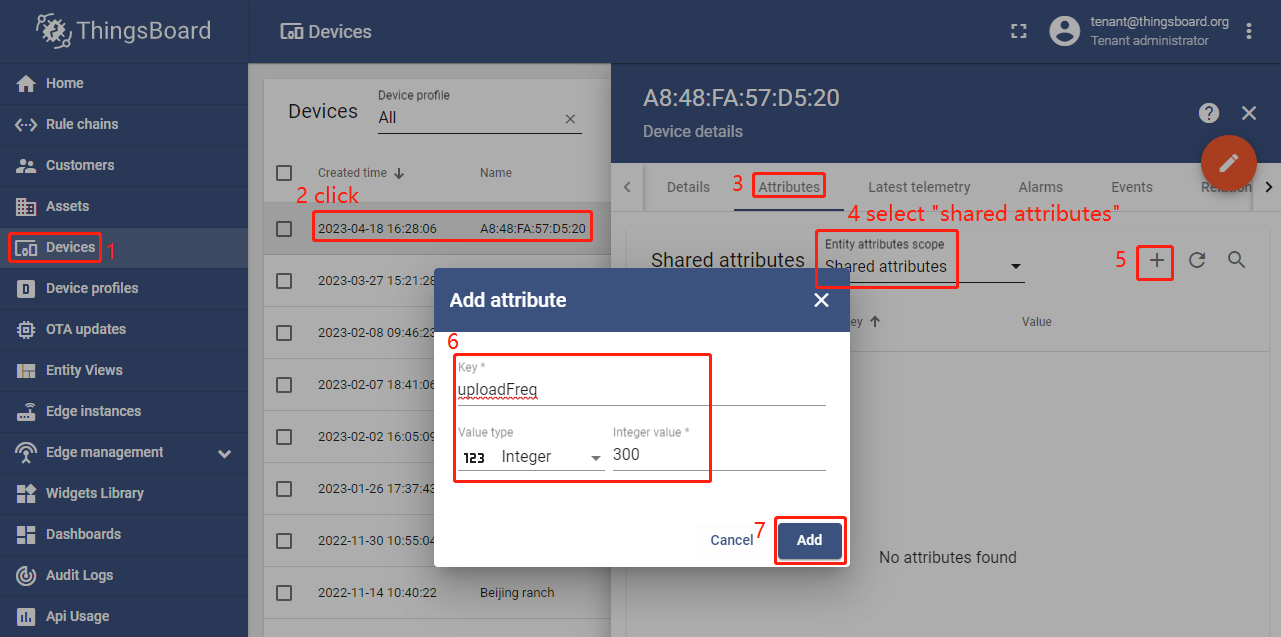 ThingsBoard
Devices
tenant@thingsboard.org
Tenant administrator
Home
Rule chains
Customers
Assets
Devices
1
Device profiles
OTA updates
Entity Views
Edge instances
Edge management
Widgets Library
Dashboards
Audit Logs
Api Usage
Devices
Device profile
All
Created time
Name
2 click
2023-04-18 16:28:06 A8:48:FA:57:D5:20
2023-03-27 15:21:28
2023-02-08 09:46:23
2023-02-07 18:41:06
2023-02-02 16:05:09
2023-01-26 17:37:43
2022-11-30 10:55:04
2022-11-14 10:40:22 Beijing ranch
A8:48:FA:57:D5:20
Device details
?
3
Details Attributes Latest telemetry Alarms Events Relation
4 select "shared attributes"
Shared attributes
Entity attributes scope
Shared attributes
5
ey
Value
No attributes found
Add attribute
6
Key *
uploadFreq
Value type
123 Integer
Integer value *
300
Cancel
7
Add